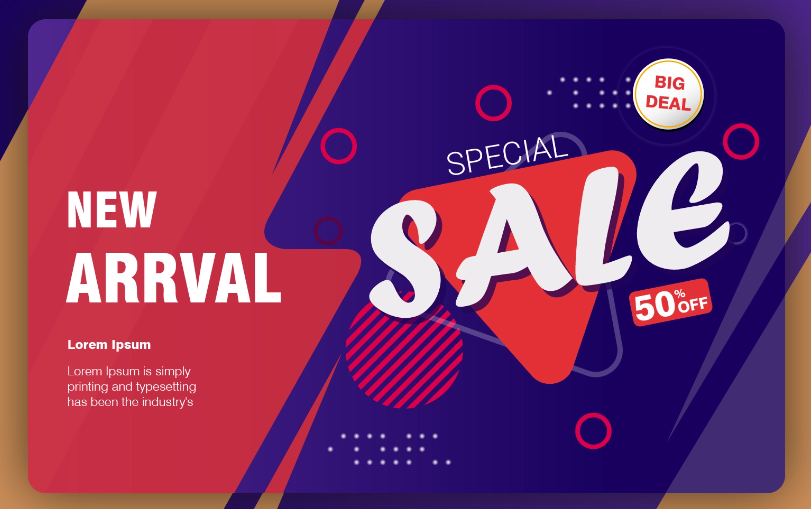 NEW
ARRVAL
Lorem Ipsum
Lorem Ipsum is simply
printing and typesetting
has been the industry's
SPECIAL
SALE
50% OFF
BIG
DEAL